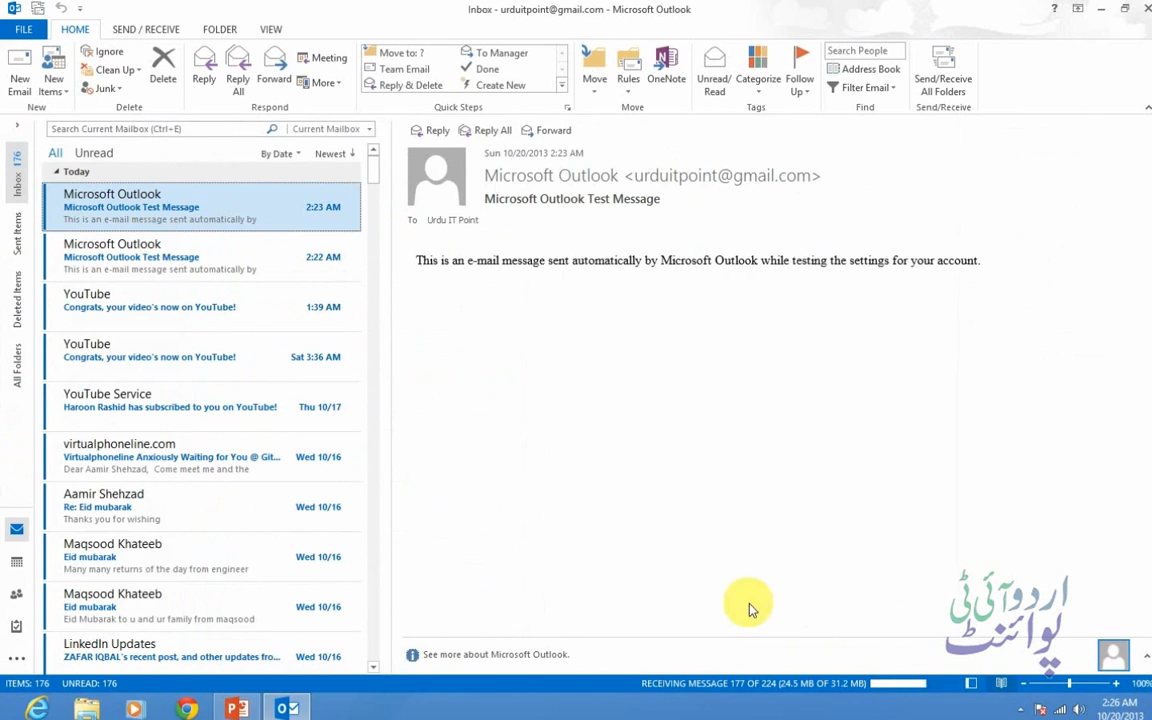 Inbox - urduitpoint@gmail.com - Microsoft Outlook
FILE HOME SEND / RECEIVE FOLDER VIEW
New Email
New Items
Ignore
Clean Up
Junk
Delete
Reply
Reply All
Forward
Meeting
More
Move to: ?
Team Email
Reply & Delete
To Manager
Done
Create New
Move
Rules
OneNote
Unread/ Read
Categorize
Follow Up
Search People
Address Book
Filter Email
Send/Receive All Folders
New Delete Respond Quick Steps Move Tags Find Send/Receive
Search Current Mailbox (Ctrl+E) Current Mailbox
All Unread By Date Newest
Today
Microsoft Outlook
Microsoft Outlook Test Message 2:23 AM
This is an e-mail message sent automatically by
Microsoft Outlook
Microsoft Outlook Test Message 2:22 AM
This is an e-mail message sent automatically by
YouTube
Congrats, your video's now on YouTube! 1:39 AM
YouTube
Congrats, your video's now on YouTube! Sat 3:36 AM
YouTube Service
Haroon Rashid has subscribed to you on YouTube! Thu 10/17
virtualphoneline.com
Virtualphoneline Anxiously Waiting for You @ Git... Wed 10/16
Dear Aamir Shehzad, Come meet me and the
Aamir Shehzad
Re: Eid mubarak Wed 10/16
Thanks you for wishing
Maqsood Khateeb
Eid mubarak Wed 10/16
Many many returns of the day from engineer
Maqsood Khateeb
Eid mubarak Wed 10/16
Eid Mubarak to u and ur family from maqsood
LinkedIn Updates
ZAFAR IQBAL's recent post, and other updates fro... Wed 10/16
Inbox 176
Sent Items
Deleted Items
All Folders
Reply Reply All Forward
Sun 10/20/2013 2:23 AM
Microsoft Outlook <urduitpoint@gmail.com>
Microsoft Outlook Test Message
To Urdu IT Point
This is an e-mail message sent automatically by Microsoft Outlook while testing the settings for your account.
اردو آئی ٹی
پوائنٹ
See more about Microsoft Outlook.
ITEMS: 176 UNREAD: 176 RECEIVING MESSAGE 177 OF 224 (24.5 MB OF 31.2 MB) 100%
2:26 AM
10/20/2013